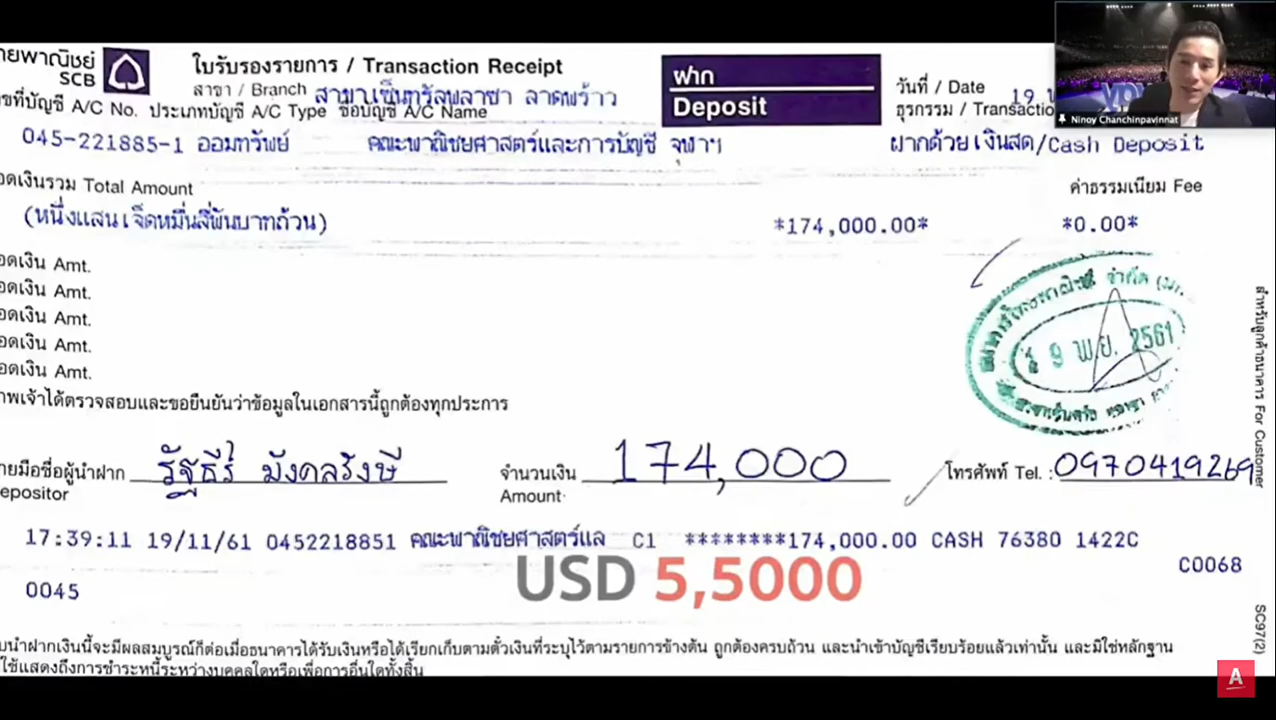 ยพาณิชย์
SCB
ใบรับรองรายการ / Transaction Receipt
สาขา / Branch สาขาเซ็นทรัลพลาซา ลาดพร้าว
ฝาก
Deposit
วันที่ / Date 19
ธุรกรรม / Transactio
Ninoy Chanchinpavinnat
ขที่บัญชี A/C No. ประเภทบัญชี A/C Type ชื่อบัญชี A/C Name
045-221885-1 ออมทรัพย์ คณะพาณิชยศาสตร์และการบัญชี จุฬาฯ ฝากด้วยเงินสด/Cash Deposit
อดเงินรวม Total Amount ค่าธรรมเนียม Fee
(หนึ่งแสนเจ็ดหมื่นสี่พันบาทถ้วน) *174,000.00* *0.00*
อดเงิน Amt.
อดเงิน Amt.
อดเงิน Amt.
อดเงิน Amt.
อดเงิน Amt.
9 พ.ย. 2561
สำหรับลูกค้าธนาคาร For Customer
พเจ้าได้ตรวจสอบและขอยืนยันว่าข้อมูลในเอกสารนี้ถูกต้องทุกประการ
ายมือชื่อผู้นำฝาก รัฐธีร์ มังคลรังษี จำนวนเงิน 174,000 โทรศัพท์ Tel. : 0970419269
epositor Amount
17:39:11 19/11/61 0452218851 คณะพาณิชยศาสตร์แล C1 ********174,000.00 CASH 76380 1422C
C0068
0045
USD 5,5000
SC97(2)
บนำฝากเงินนี้จะมีผลสมบูรณ์ก็ต่อเมื่อธนาคารได้รับเงินหรือได้เรียกเก็บตามตั๋วเงินที่ระบุไว้ตามรายการข้างต้น ถูกต้องครบถ้วน และนำเข้าบัญชีเรียบร้อยแล้วเท่านั้น และมิใช่หลักฐาน
ใช้แสดงถึงการชำระหนี้ระหว่างบุคคลใดหรือเพื่อการอื่นใดทั้งสิ้น
A